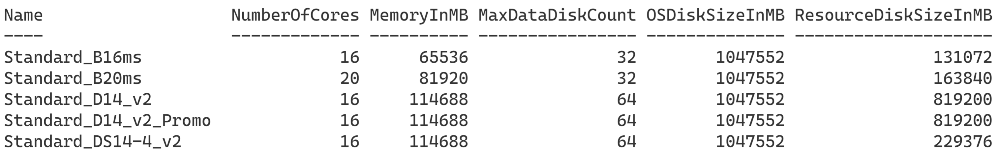 Name                   NumberOfCores MemoryInMB MaxDataDiskCount OSDiskSizeInMB ResourceDiskSizeInMB
----                   ------------- ---------- ---------------- -------------- --------------------
Standard_B16ms                    16      65536               32        1047552               131072
Standard_B20ms                    20      81920               32        1047552               163840
Standard_D14_v2                   16     114688               64        1047552               819200
Standard_D14_v2_Promo             16     114688               64        1047552               819200
Standard_DS14-4_v2                16     114688               64        1047552               229376